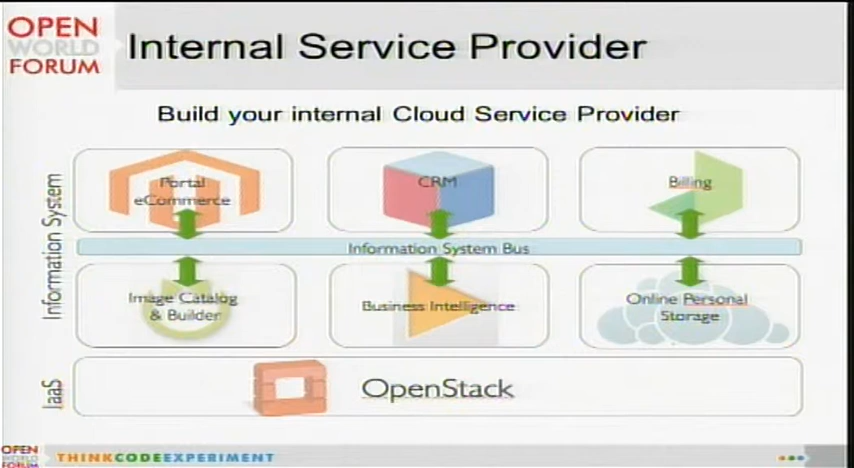 OPEN
WORLD
FORUM
Internal Service Provider
Build your internal Cloud Service Provider
Information System
Portal
eCommerce
CRM
Billing
Information System Bus
Image Catalog
& Builder
Business Intelligence
Online Personal
Storage
IaaS
OpenStack
OPEN
WORLD
FORUM
THINKCODEEXPERIMENT